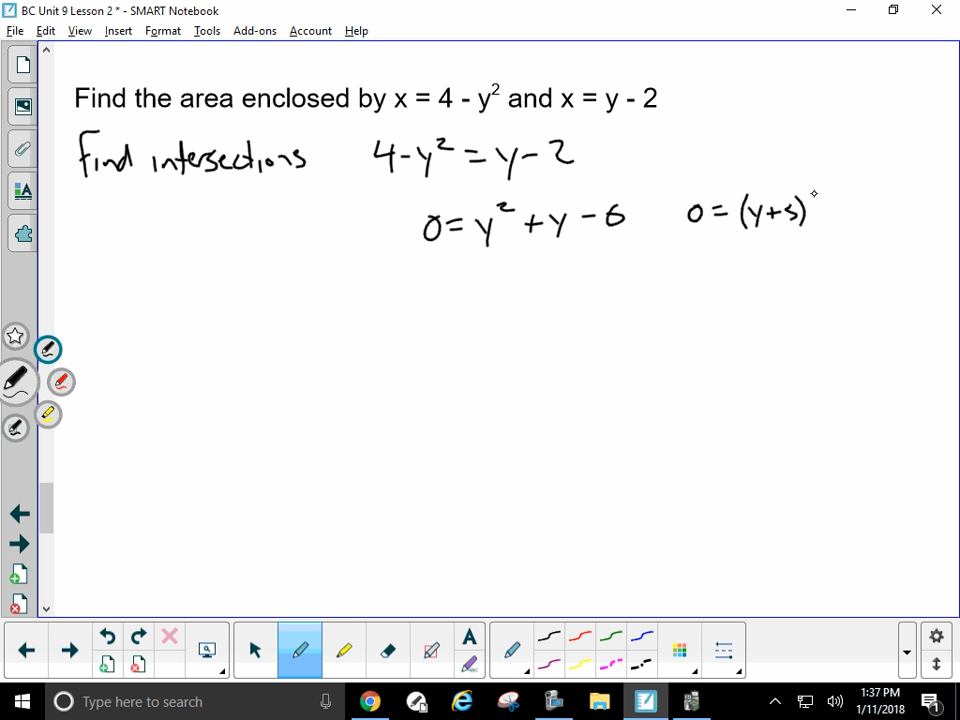 BC Unit 9 Lesson 2 * - SMART Notebook
File Edit View Insert Format Tools Add-ons Account Help
Find the area enclosed by x = 4 - y² and x = y - 2
Find intersections 4-y² = y-2
0 = y² + y - 6 0 = (y+3)
A
A
Type here to search
1:37 PM
1/11/2018
1